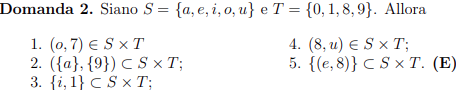 Domanda 2. Siano S = {a, e, i, o, u} e T = {0, 1, 8, 9}. Allora
1. (o, 7) ∈ S × T
2. ({a}, {9}) ⊂ S × T;
3. {i, 1} ⊂ S × T;
4. (8, u) ∈ S × T;
5. {(e, 8)} ⊂ S × T. (E)